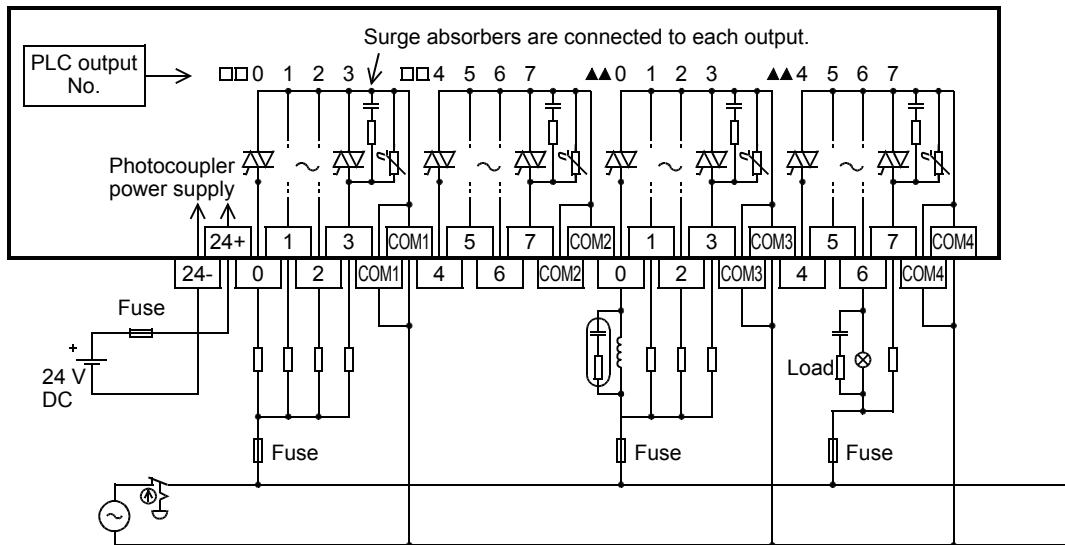 Surge absorbers are connected to each output.
PLC output
No.
□□0 1 2 3 □□4 5 6 7 ▲▲0 1 2 3 ▲▲4 5 6 7
Photocoupler
power supply
24+ 1 3 COM1 5 7 COM2 1 3 COM3 5 7 COM4
24- 0 2 COM1 4 6 COM2 0 2 COM3 4 6 COM4
Fuse
+
24 V
DC
Load
Fuse Fuse Fuse